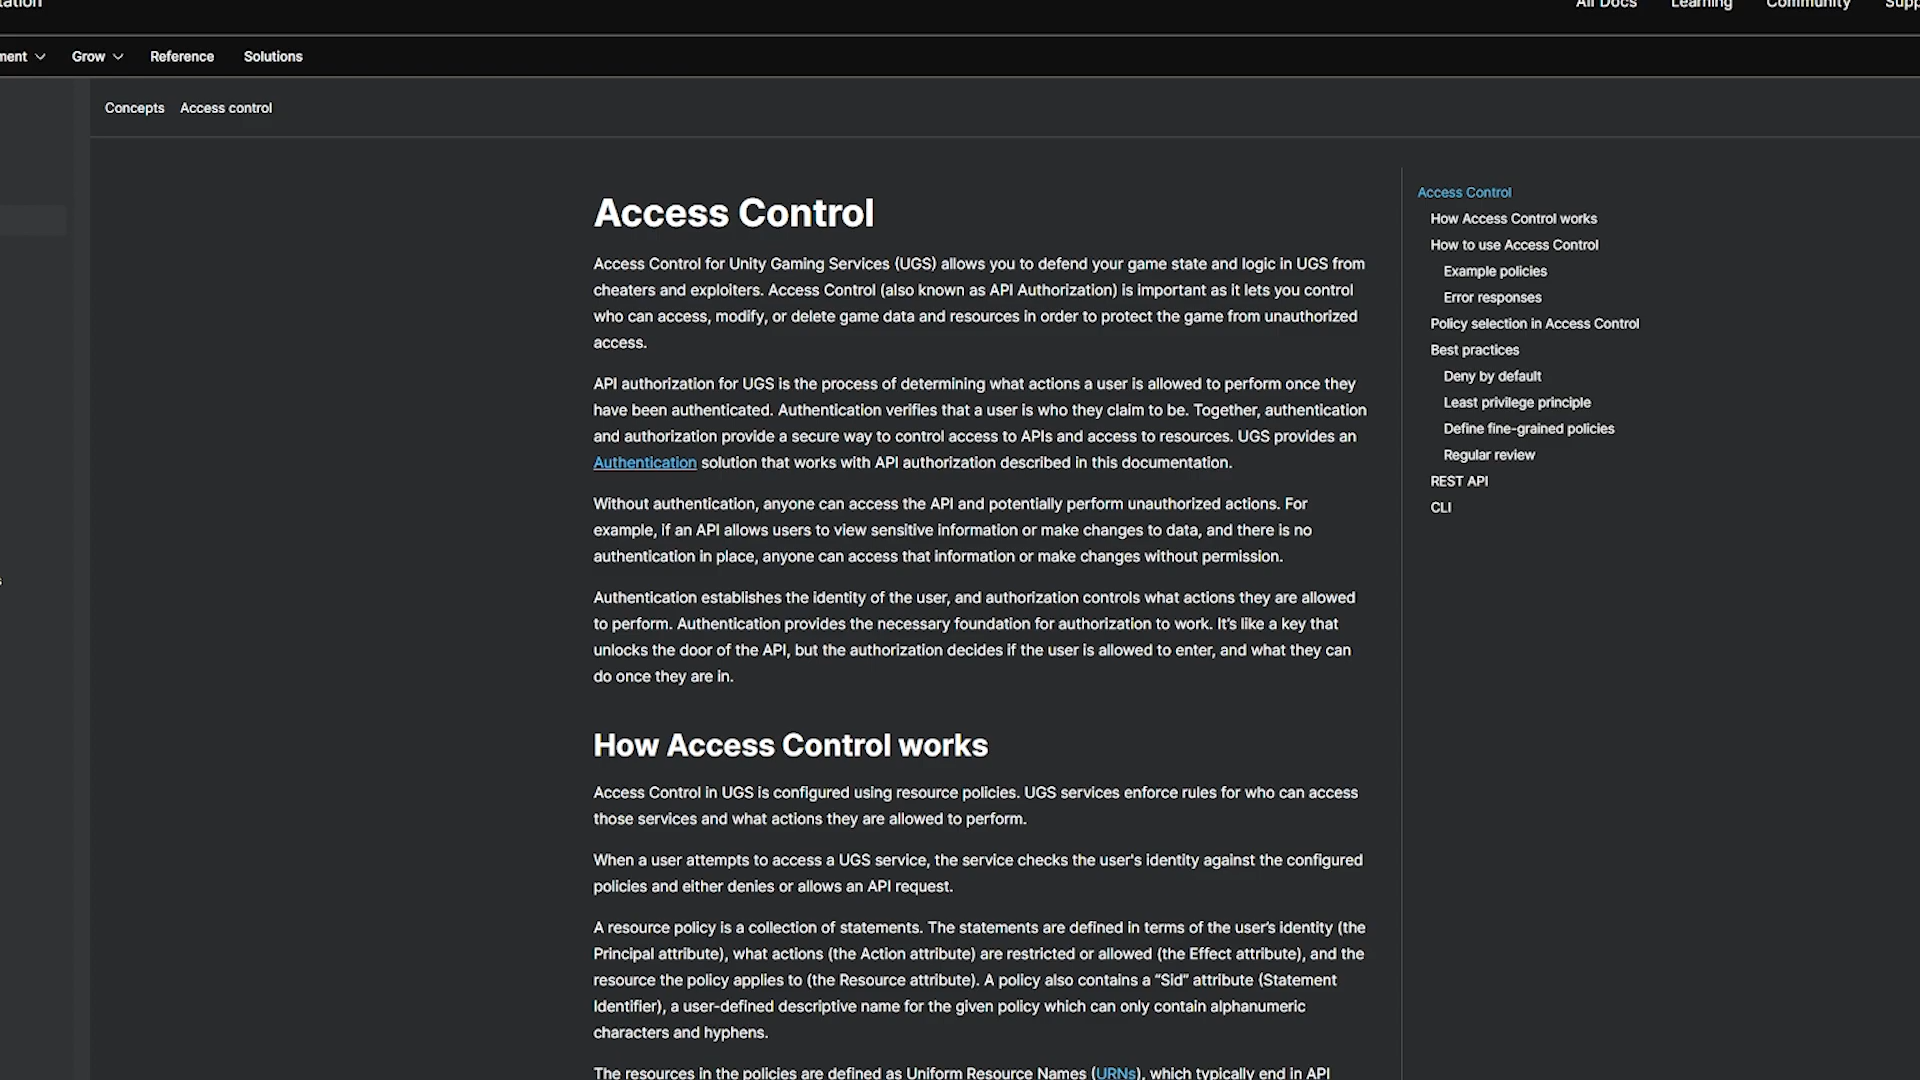 All Docs Learning Community
Grow Reference Solutions
Concepts Access control
Access Control
Access Control for Unity Gaming Services (UGS) allows you to defend your game state and logic in UGS from
cheaters and exploiters. Access Control (also known as API Authorization) is important as it lets you control
who can access, modify, or delete game data and resources in order to protect the game from unauthorized
access.
API authorization for UGS is the process of determining what actions a user is allowed to perform once they
have been authenticated. Authentication verifies that a user is who they claim to be. Together, authentication
and authorization provide a secure way to control access to APIs and access to resources. UGS provides an
Authentication solution that works with API authorization described in this documentation.
Without authentication, anyone can access the API and potentially perform unauthorized actions. For
example, if an API allows users to view sensitive information or make changes to data, and there is no
authentication in place, anyone can access that information or make changes without permission.
Authentication establishes the identity of the user, and authorization controls what actions they are allowed
to perform. Authentication provides the necessary foundation for authorization to work. It’s like a key that
unlocks the door of the API, but the authorization decides if the user is allowed to enter, and what they can
do once they are in.
How Access Control works
Access Control in UGS is configured using resource policies. UGS services enforce rules for who can access
those services and what actions they are allowed to perform.
When a user attempts to access a UGS service, the service checks the user's identity against the configured
policies and either denies or allows an API request.
A resource policy is a collection of statements. The statements are defined in terms of the user’s identity (the
Principal attribute), what actions (the Action attribute) are restricted or allowed (the Effect attribute), and the
resource the policy applies to (the Resource attribute). A policy also contains a “Sid” attribute (Statement
Identifier), a user-defined descriptive name for the given policy which can only contain alphanumeric
characters and hyphens.
The resources in the policies are defined as Uniform Resource Names (URNs), which typically end in API
Access Control
How Access Control works
How to use Access Control
Example policies
Error responses
Policy selection in Access Control
Best practices
Deny by default
Least privilege principle
Define fine-grained policies
Regular review
REST API
CLI